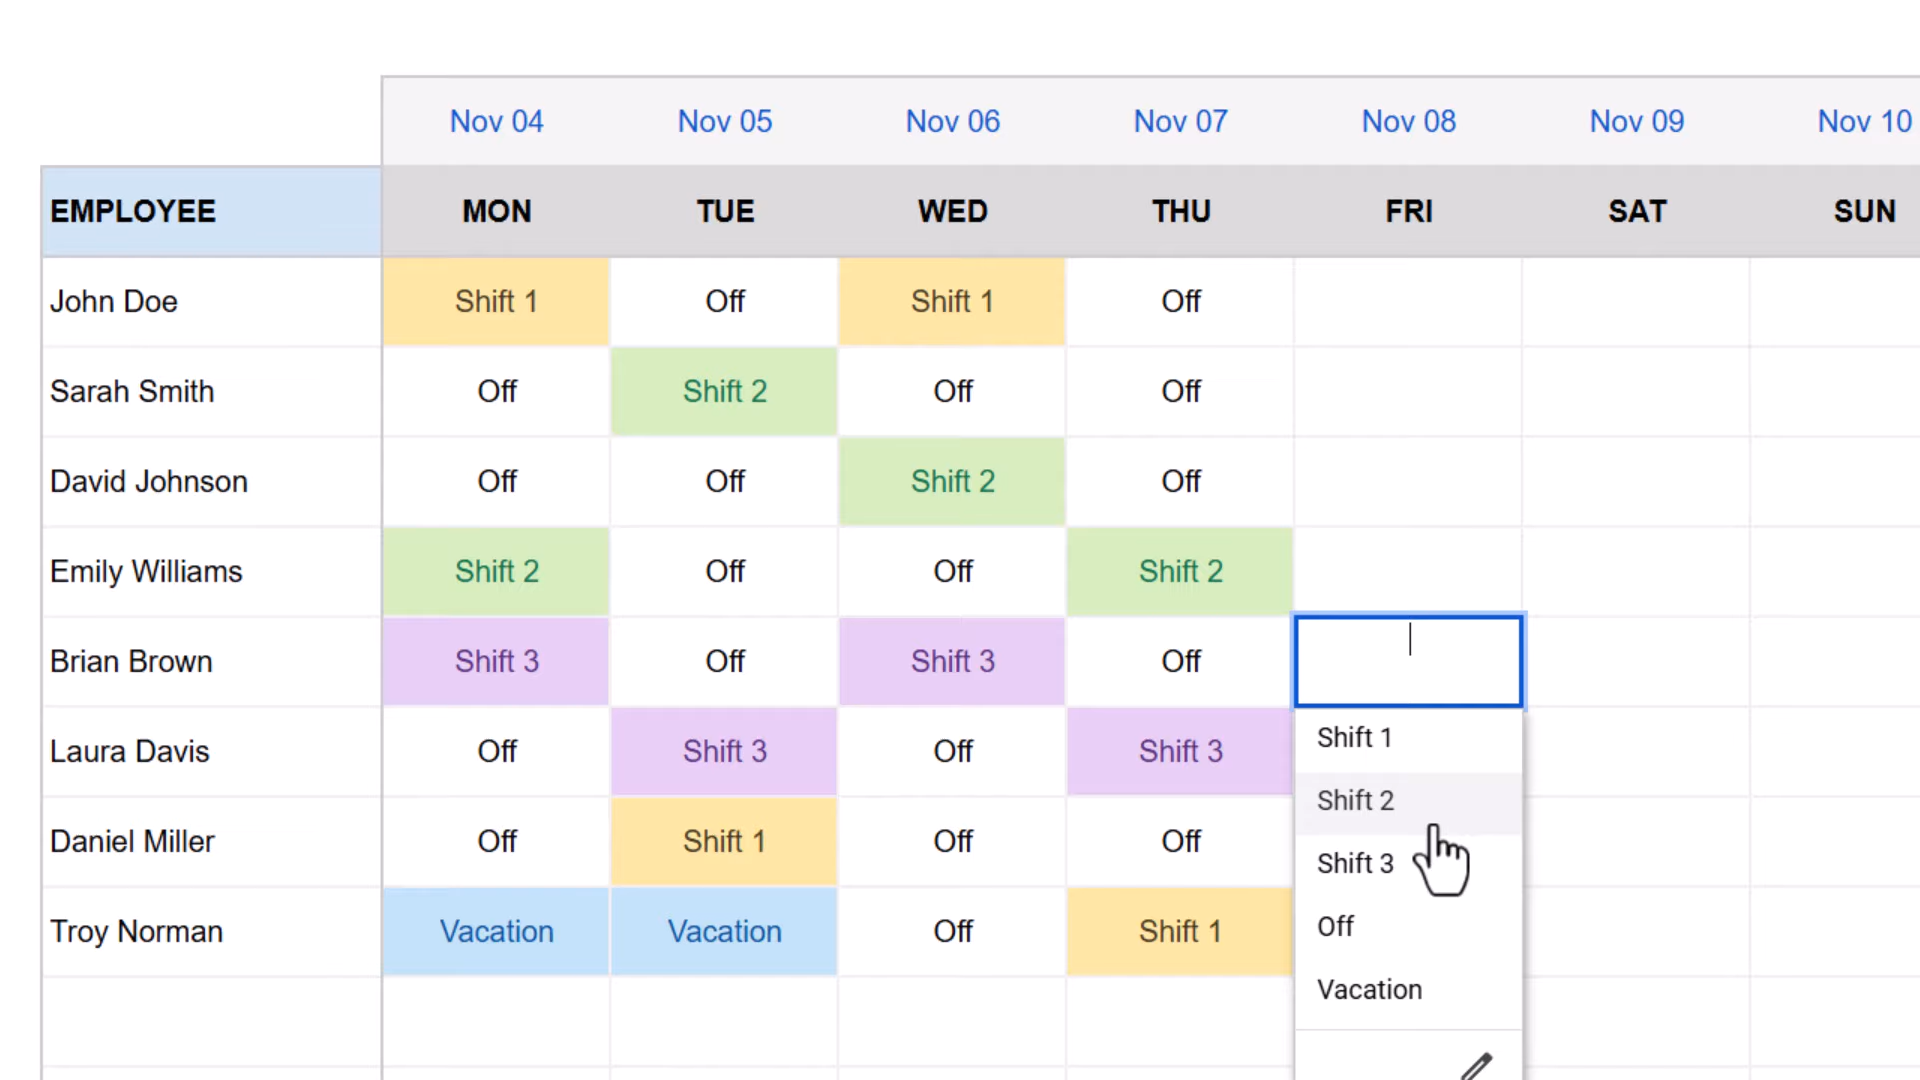 Nov 04 Nov 05 Nov 06 Nov 07 Nov 08 Nov 09 Nov 10
EMPLOYEE MON TUE WED THU FRI SAT SUN
John Doe Shift 1 Off Shift 1 Off
Sarah Smith Off Shift 2 Off Off
David Johnson Off Off Shift 2 Off
Emily Williams Shift 2 Off Off Shift 2
Brian Brown Shift 3 Off Shift 3 Off
Laura Davis Off Shift 3 Off Shift 3
Daniel Miller Off Shift 1 Off Off
Troy Norman Vacation Vacation Off Shift 1
Shift 1
Shift 2
Shift 3
Off
Vacation